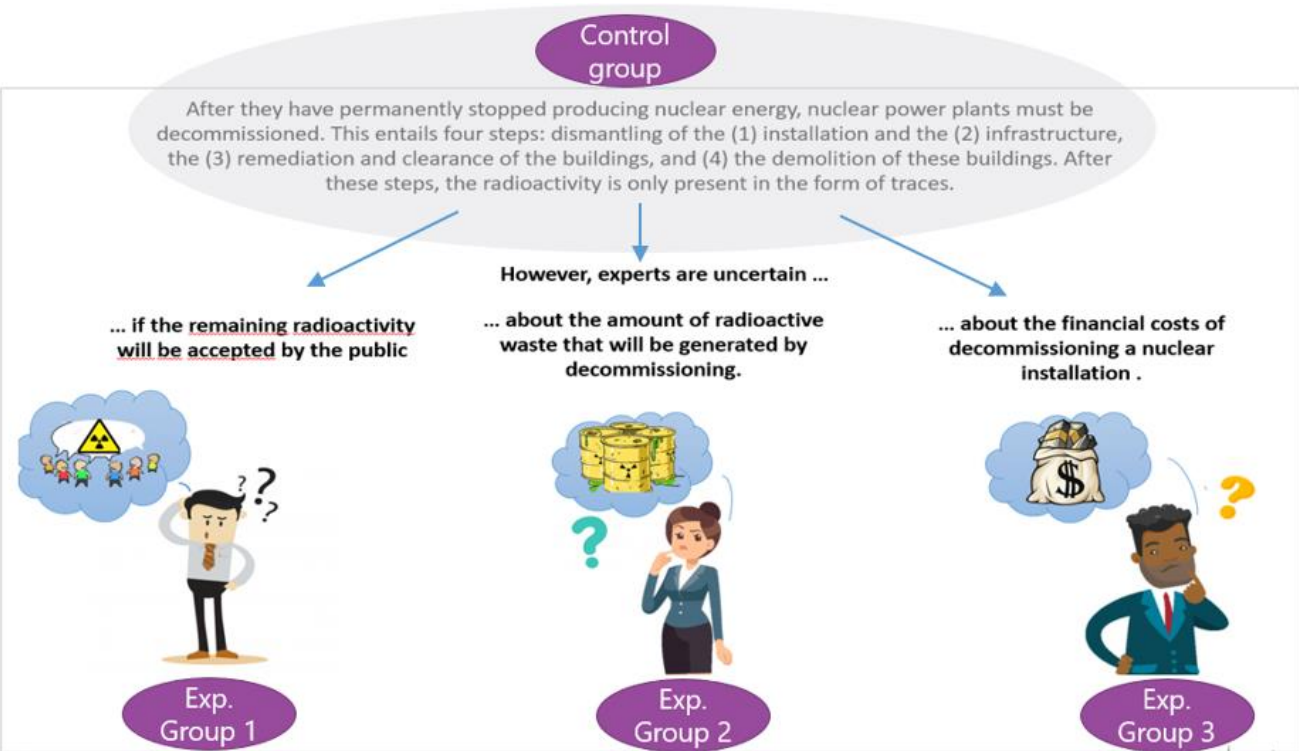 Control
group
After they have permanently stopped producing nuclear energy, nuclear power plants must be
decommissioned. This entails four steps: dismantling of the (1) installation and the (2) infrastructure,
the (3) remediation and clearance of the buildings, and (4) the demolition of these buildings. After
these steps, the radioactivity is only present in the form of traces.
However, experts are uncertain ...
... if the remaining radioactivity
will be accepted by the public
... about the amount of radioactive
waste that will be generated by
decommissioning.
... about the financial costs of
decommissioning a nuclear
installation .
? ? ?
?
$
?
Exp.
Group 1
Exp.
Group 2
Exp.
Group 3